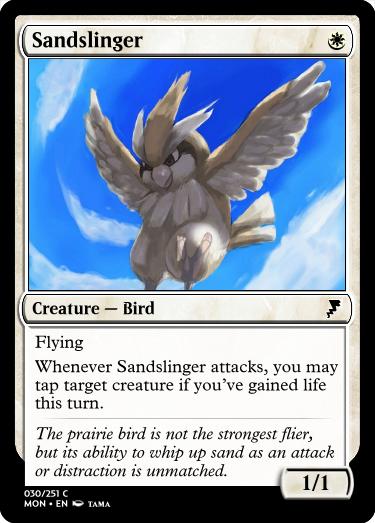 Sandslinger
Creature — Bird
Flying
Whenever Sandslinger attacks, you may
tap target creature if you've gained life
this turn.
The prairie bird is not the strongest flier,
but its ability to whip up sand as an attack
or distraction is unmatched.
1/1
030/251 C
MON • EN TAMA